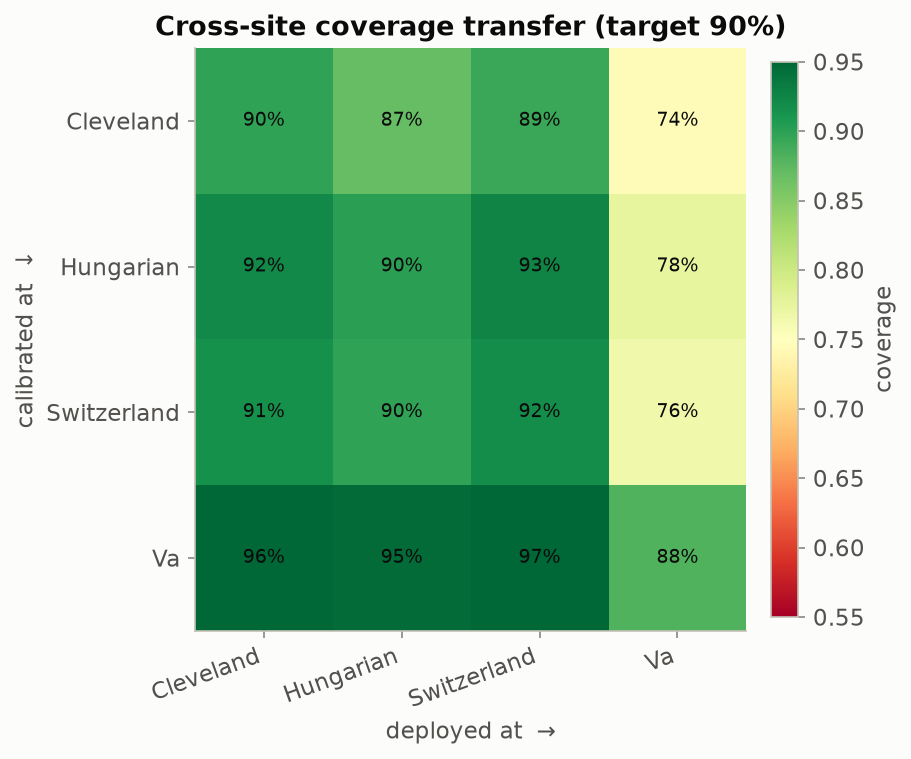 Cross-site coverage transfer (target 90%)
calibrated at →
Cleveland 90% 87% 89% 74%
Hungarian 92% 90% 93% 78%
Switzerland 91% 90% 92% 76%
Va 96% 95% 97% 88%
Cleveland Hungarian Switzerland Va
deployed at →
0.95
0.90
0.85
0.80
0.75
0.70
0.65
0.60
0.55
coverage